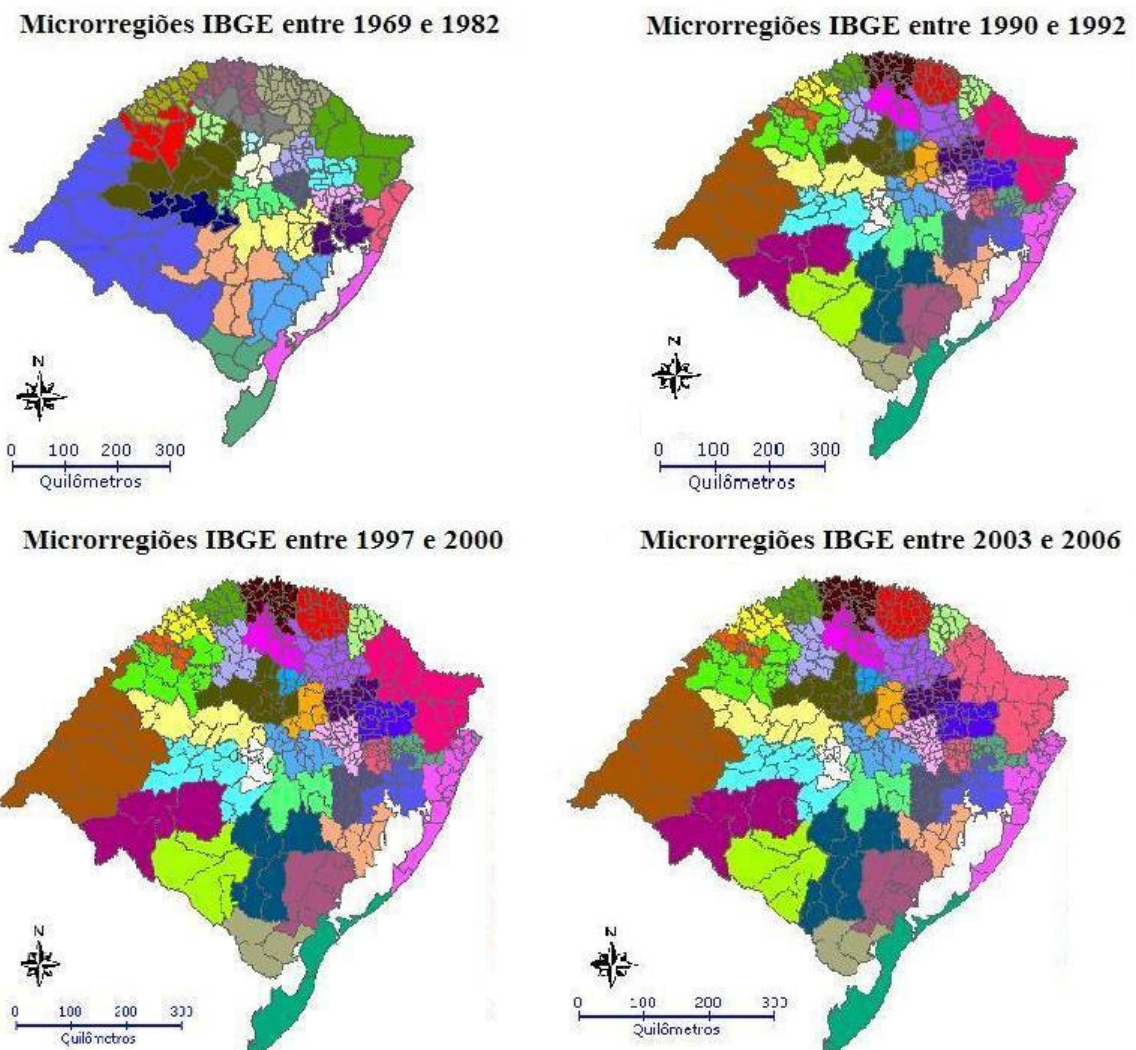 Microrregiões IBGE entre 1969 e 1982
N
0 100 200 300
Quilômetros
Microrregiões IBGE entre 1990 e 1992
N
0 100 200 300
Quilômetros
Microrregiões IBGE entre 1997 e 2000
N
0 100 200 300
Quilômetros
Microrregiões IBGE entre 2003 e 2006
N
0 100 200 300
Quilômetros